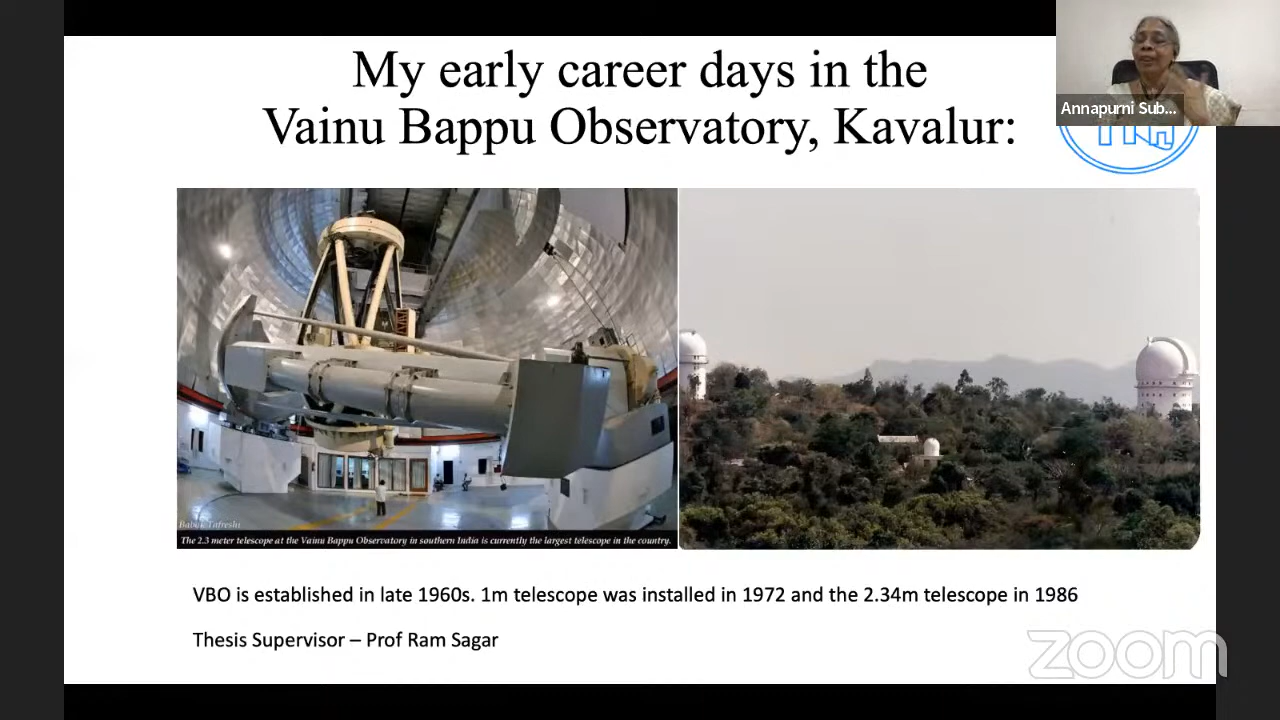 My early career days in the
Vainu Bappu Observatory, Kavalur:
Annapurni Sub...
Babak Tafreshi
The 2.3 meter telescope at the Vainu Bappu Observatory in southern India is currently the largest telescope in the country.
VBO is established in late 1960s. 1m telescope was installed in 1972 and the 2.34m telescope in 1986
Thesis Supervisor – Prof Ram Sagar
zoom